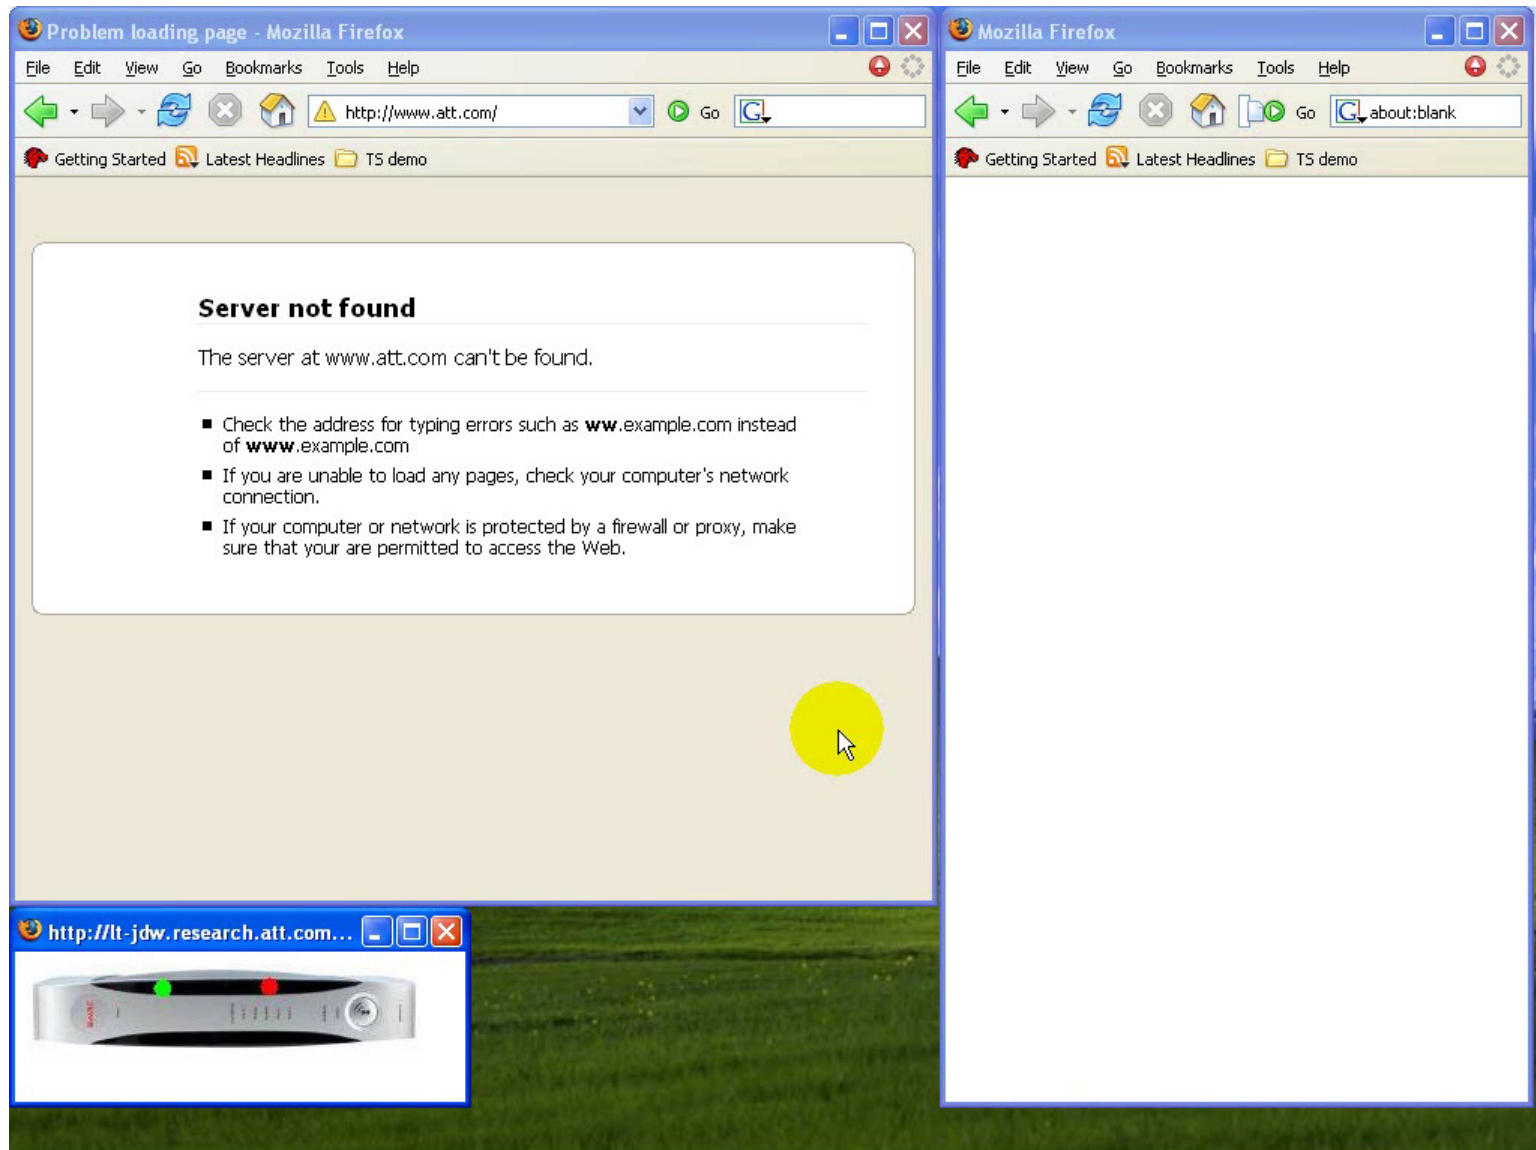 Problem loading page - Mozilla Firefox
File Edit View Go Bookmarks Tools Help
http://www.att.com/ Go G
Getting Started Latest Headlines TS demo
Server not found
The server at www.att.com can't be found.
Check the address for typing errors such as ww.example.com instead
of www.example.com
If you are unable to load any pages, check your computer's network
connection.
If your computer or network is protected by a firewall or proxy, make
sure that your are permitted to access the Web.
Mozilla Firefox
File Edit View Go Bookmarks Tools Help
Go G about:blank
Getting Started Latest Headlines TS demo
http://lt-jdw.research.att.com...